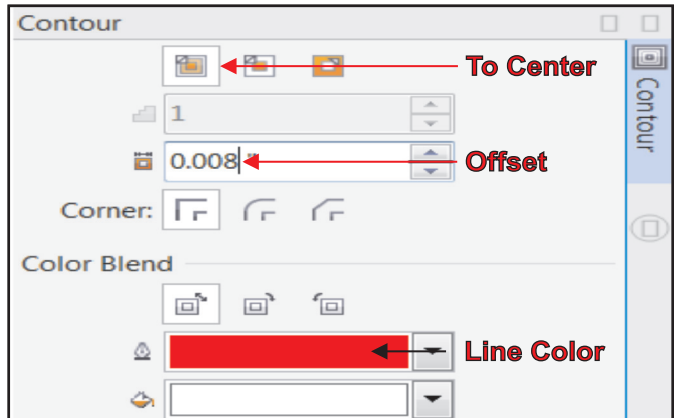 Contour
To Center
Contour
1
0.008"
Offset
Corner:
Color Blend
Line Color